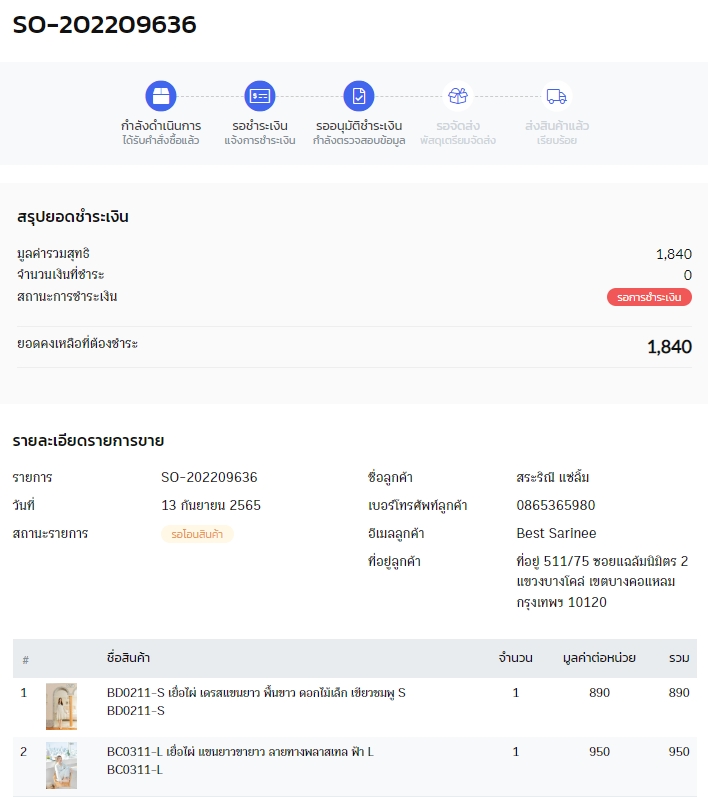 SO-202209636
กำลังดำเนินการ
ได้รับคำสั่งซื้อแล้ว
รอชำระเงิน
แจ้งการชำระเงิน
รออนุมัติชำระเงิน
กำลังตรวจสอบข้อมูล
รอจัดส่ง
พัสดุเตรียมจัดส่ง
ส่งสินค้าแล้ว
เรียบร้อย
สรุปยอดชำระเงิน
มูลค่ารวมสุทธิ 1,840
จำนวนเงินที่ชำระ 0
สถานะการชำระเงิน รอการชำระเงิน
ยอดคงเหลือที่ต้องชำระ 1,840
รายละเอียดรายการขาย
รายการ SO-202209636 ชื่อลูกค้า สระริณี แซ่ลิ้ม
วันที่ 13 กันยายน 2565 เบอร์โทรศัพท์ลูกค้า 0865365980
สถานะรายการ รอโอนสินค้า อีเมลลูกค้า Best Sarinee
ที่อยู่ลูกค้า ที่อยู่ 511/75 ซอยแฉล้มนิมิตร 2
แขวงบางโคล่ เขตบางคอแหลม
กรุงเทพฯ 10120
# ชื่อสินค้า จำนวน มูลค่าต่อหน่วย รวม
1 BD0211-S เยื่อไผ่ เดรสแขนยาว พื้นขาว ดอกไม้เล็ก เขียวชมพู S 1 890 890
BD0211-S
2 BC0311-L เยื่อไผ่ แขนยาวขายาว ลายทางพลาสเทล ฟ้า L 1 950 950
BC0311-L